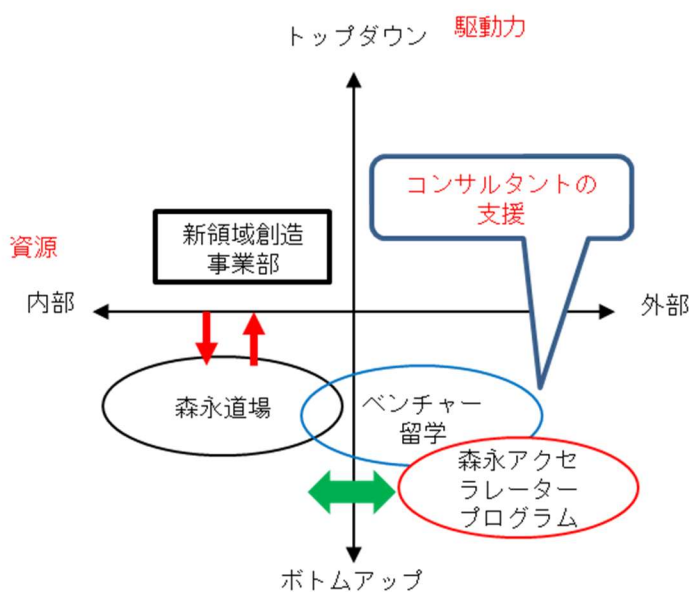 トップダウン
駆動力
コンサルタントの
支援
新領域創造
事業部
資源
内部
外部
森永道場
ベンチャー
留学
森永アクセ
ラレーター
プログラム
ボトムアップ